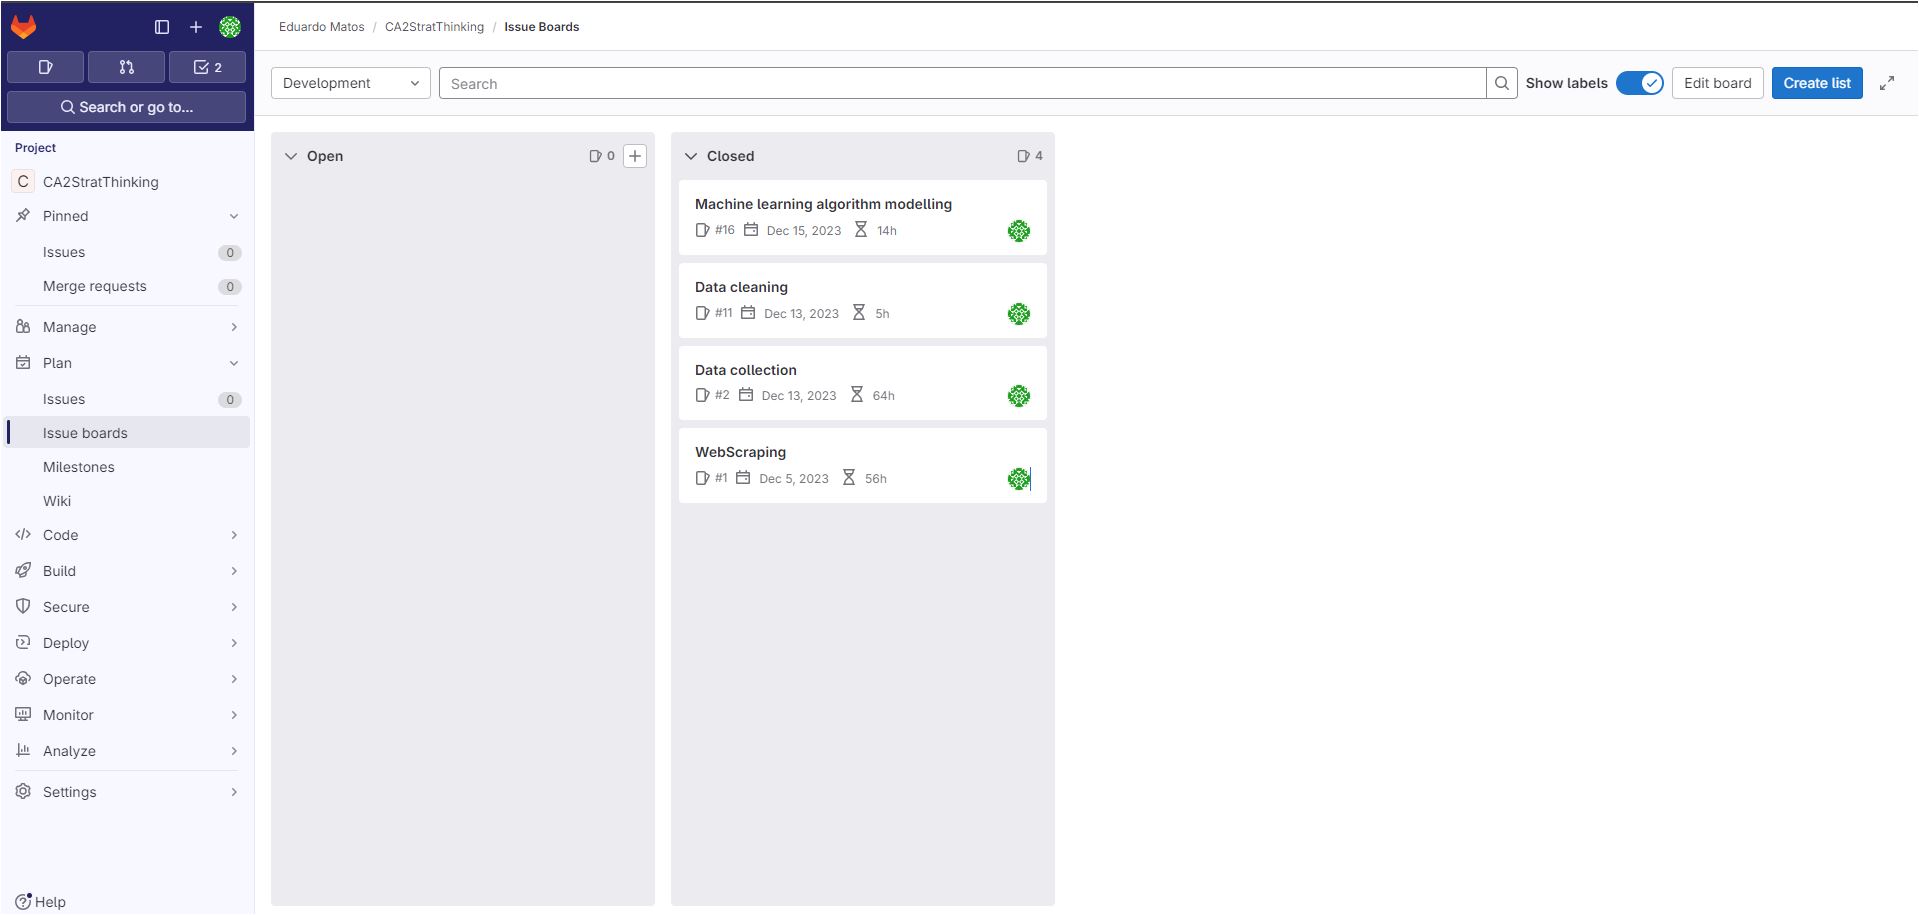 Eduardo Matos / CA2StratThinking / Issue Boards
2
Search or go to...
Project
C CA2StratThinking
Pinned
Issues 0
Merge requests 0
Manage
Plan
Issues 0
Issue boards
Milestones
Wiki
Code
Build
Secure
Deploy
Operate
Monitor
Analyze
Settings
Help
Development
Search
Show labels
Edit board
Create list
Open 0
Closed 4
Machine learning algorithm modelling
#16 Dec 15, 2023 14h
Data cleaning
#11 Dec 13, 2023 5h
Data collection
#2 Dec 13, 2023 64h
WebScraping
#1 Dec 5, 2023 56h